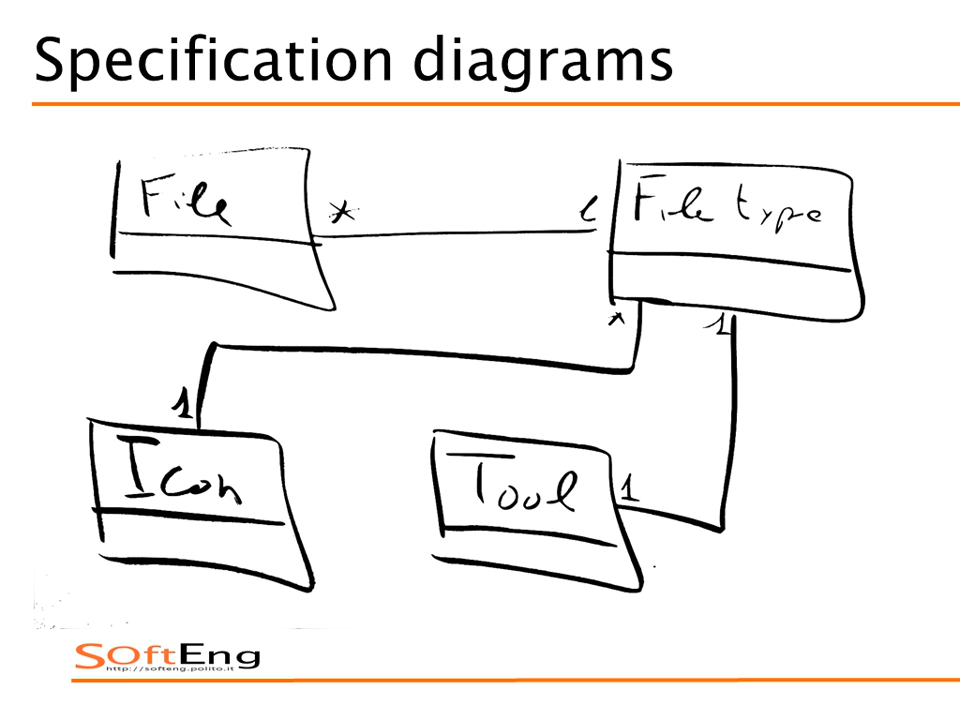 Specification diagrams
File
*
1
File type
*
1
1
Icon
Tool
1
SOftEng
http://softeng.polito.it